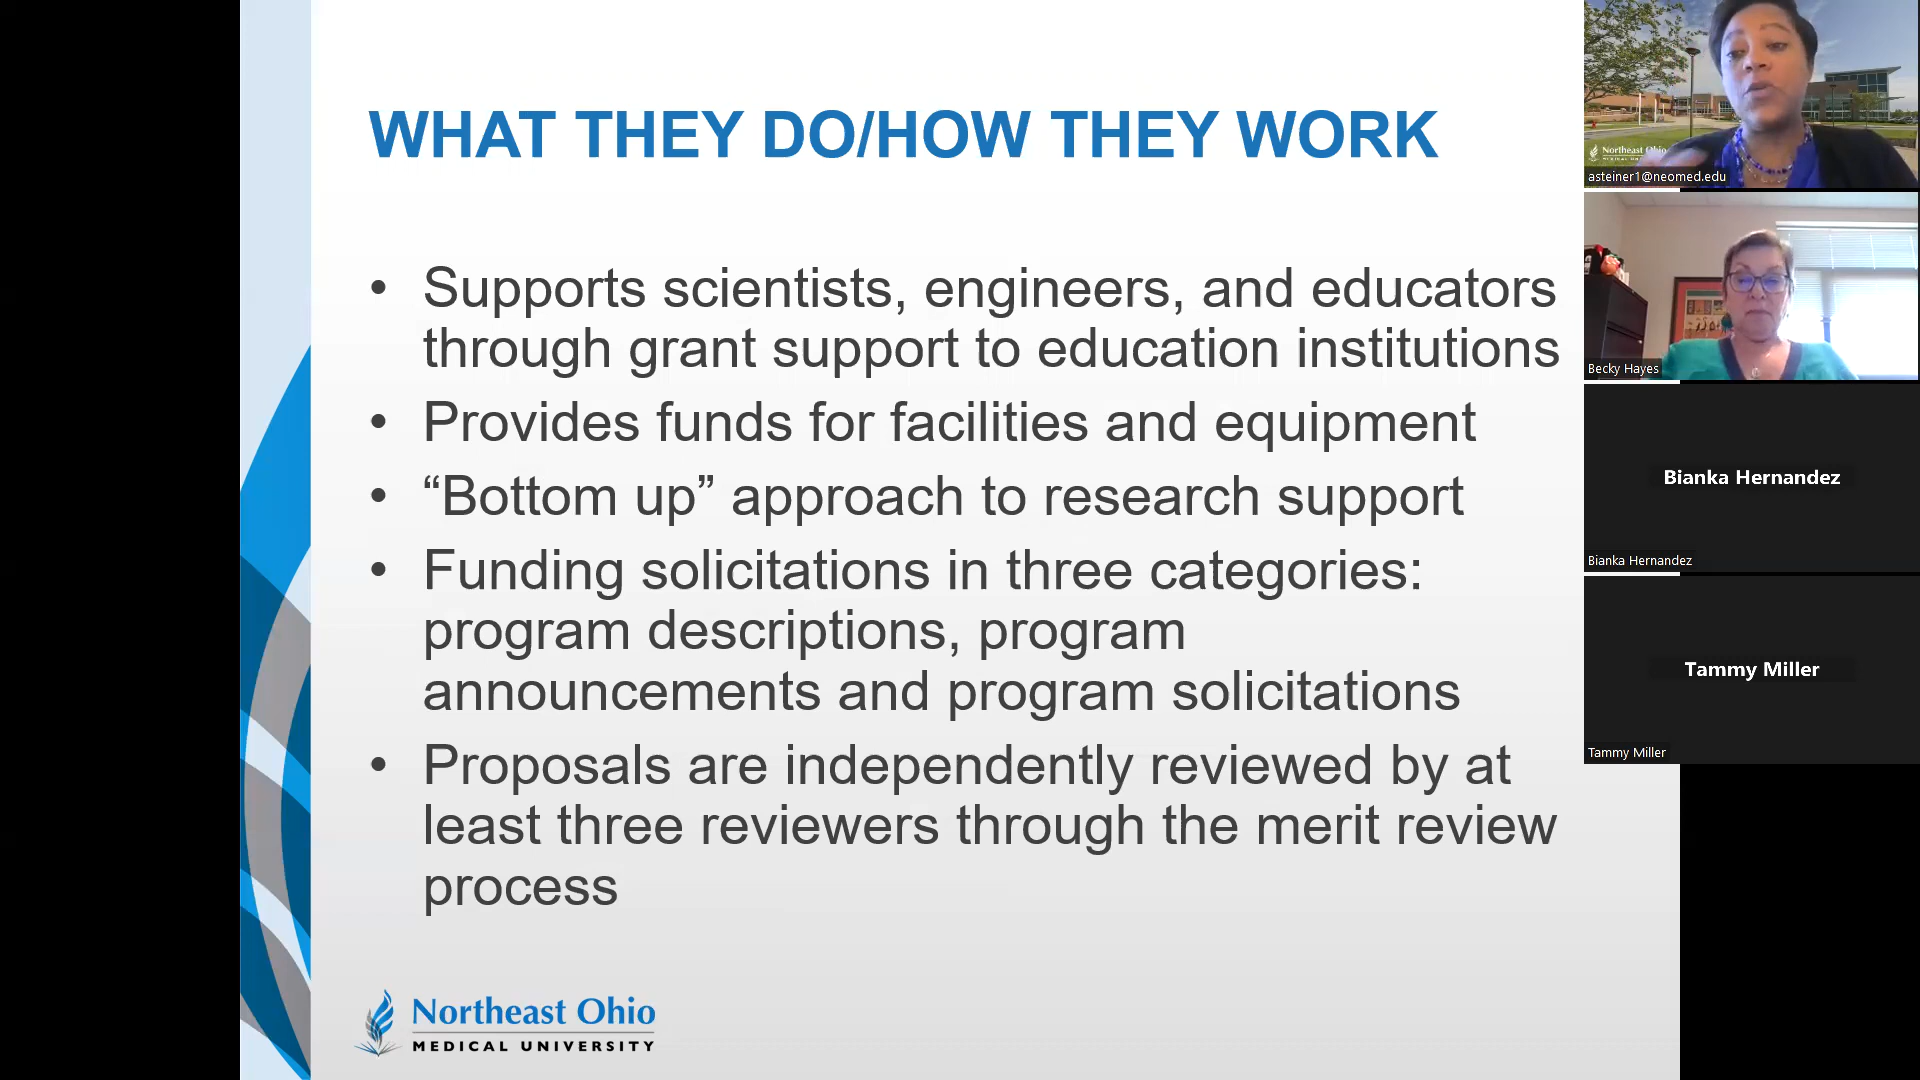 WHAT THEY DO/HOW THEY WORK
• Supports scientists, engineers, and educators
through grant support to education institutions
• Provides funds for facilities and equipment
• “Bottom up” approach to research support
• Funding solicitations in three categories:
program descriptions, program
announcements and program solicitations
• Proposals are independently reviewed by at
least three reviewers through the merit review
process
Northeast Ohio
MEDICAL UNIVERSITY
Northeast Ohio
asteiner1@neomed.edu
Becky Hayes
Bianka Hernandez
Bianka Hernandez
Tammy Miller
Tammy Miller